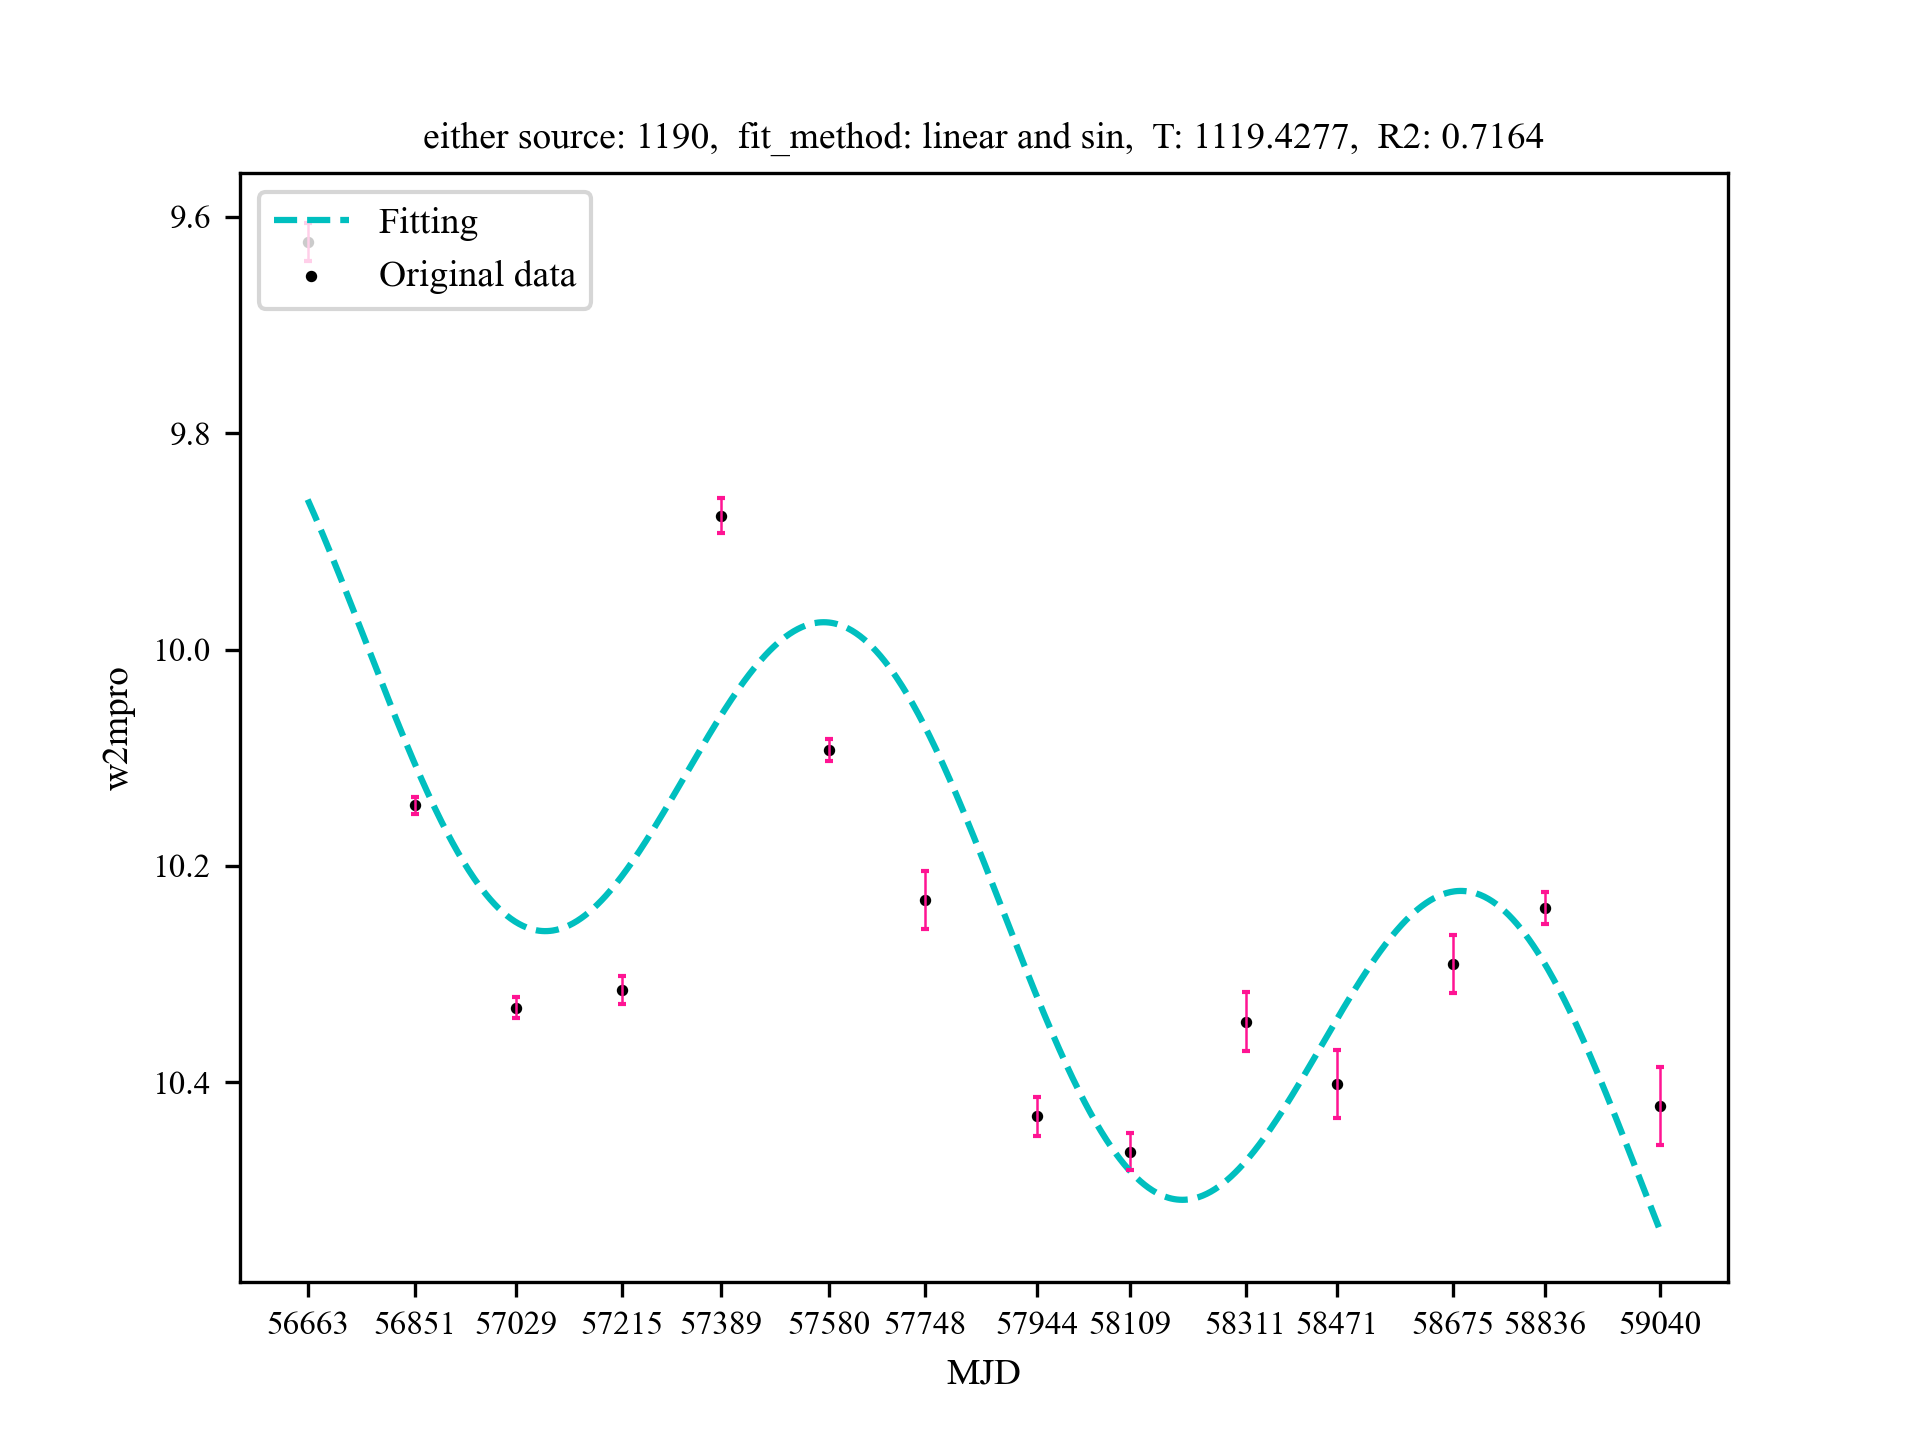 either source: 1190,  fit_method: linear and sin,  T: 1119.4277,  R2: 0.7164
Fitting
Original data
9.6
9.8
10.0
10.2
10.4
w2mpro
56663 56851 57029 57215 57389 57580 57748 57944 58109 58311 58471 58675 58836 59040
MJD